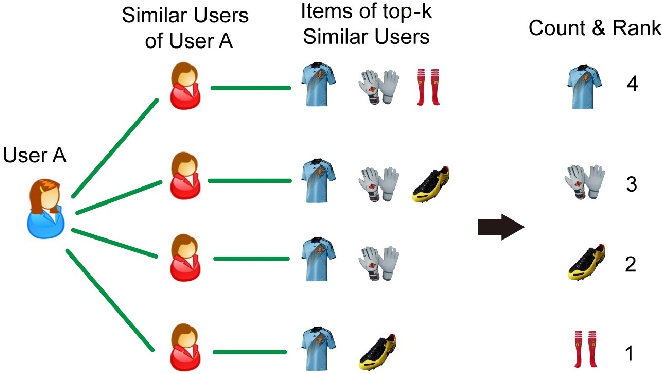 Similar Users
of User A
Items of top-k
Similar Users
Count & Rank
User A
4
3
2
1